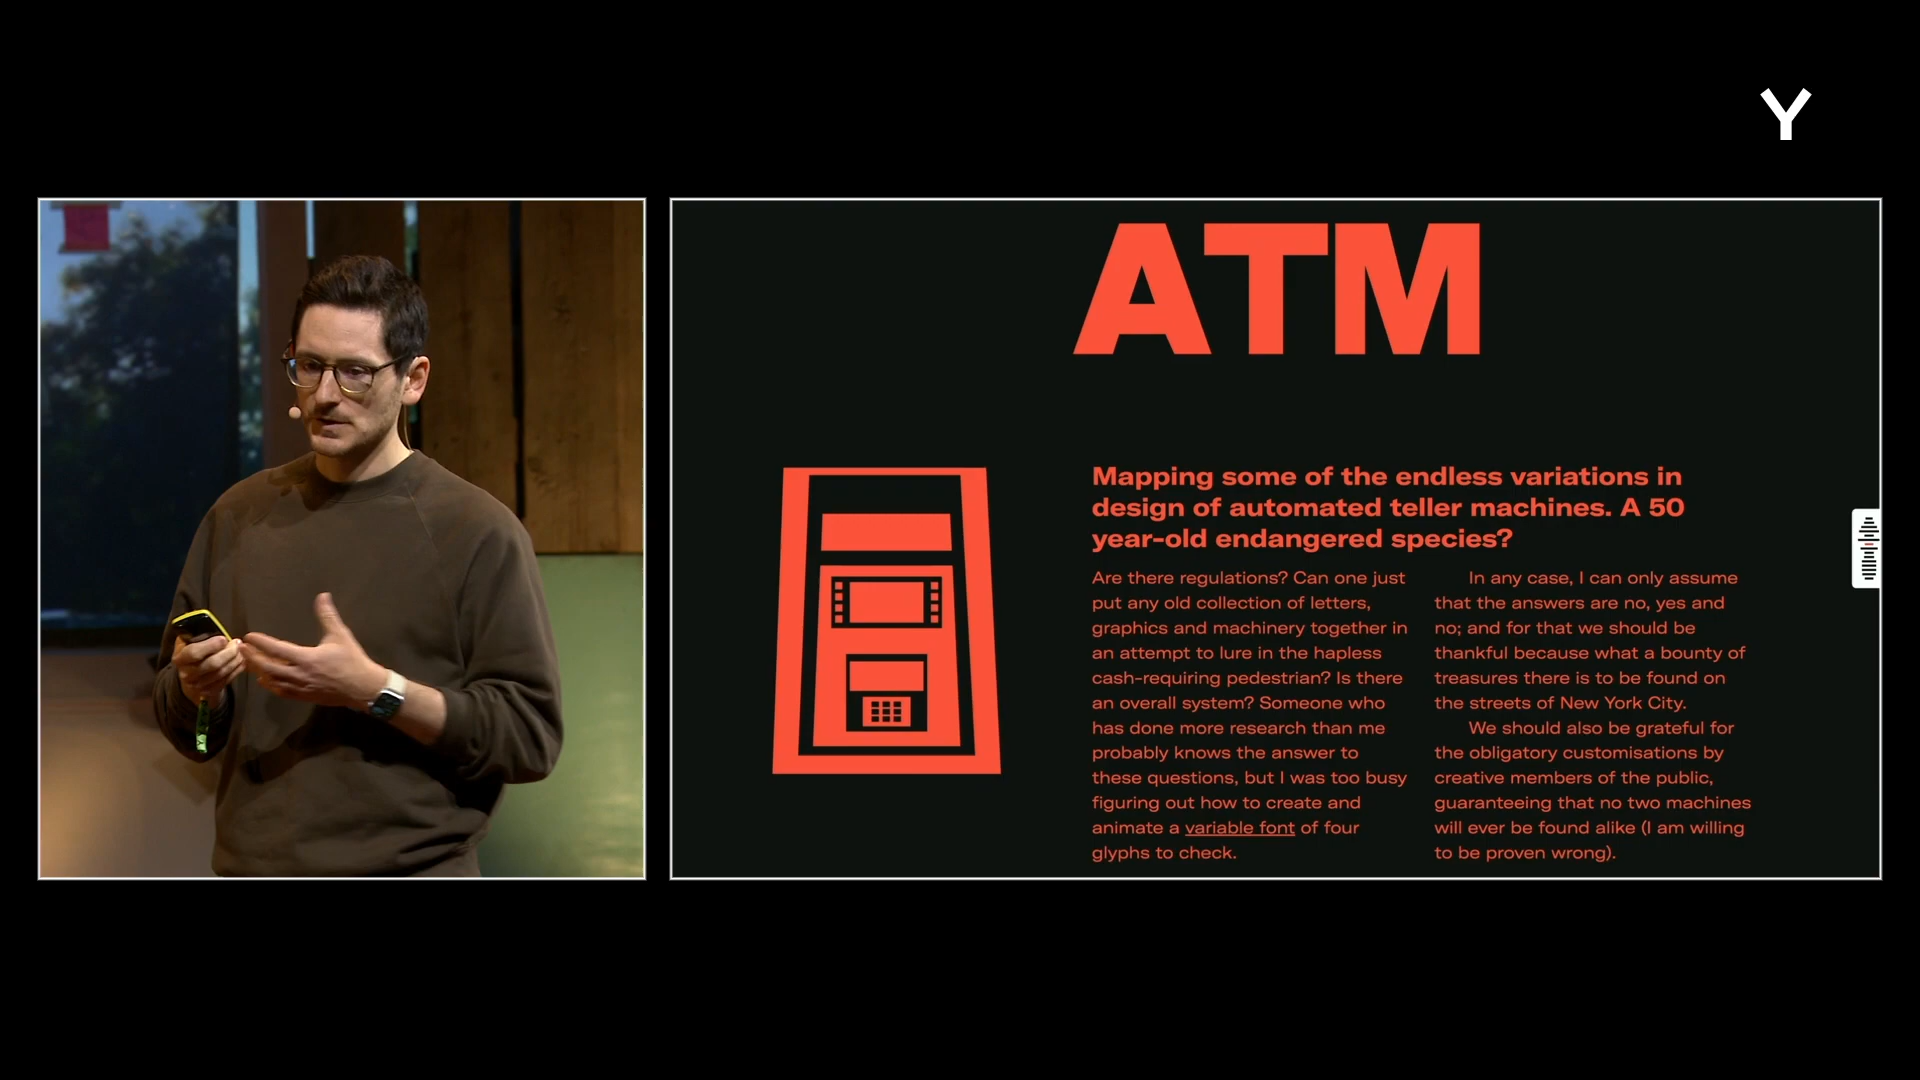 Y
ATM
Mapping some of the endless variations in
design of automated teller machines. A 50
year-old endangered species?
Are there regulations? Can one just
put any old collection of letters,
graphics and machinery together in
an attempt to lure in the hapless
cash-requiring pedestrian? Is there
an overall system? Someone who
has done more research than me
probably knows the answer to
these questions, but I was too busy
figuring out how to create and
animate a variable font of four
glyphs to check.
In any case, I can only assume
that the answers are no, yes and
no; and for that we should be
thankful because what a bounty of
treasures there is to be found on
the streets of New York City.
We should also be grateful for
the obligatory customisations by
creative members of the public,
guaranteeing that no two machines
will ever be found alike (I am willing
to be proven wrong).